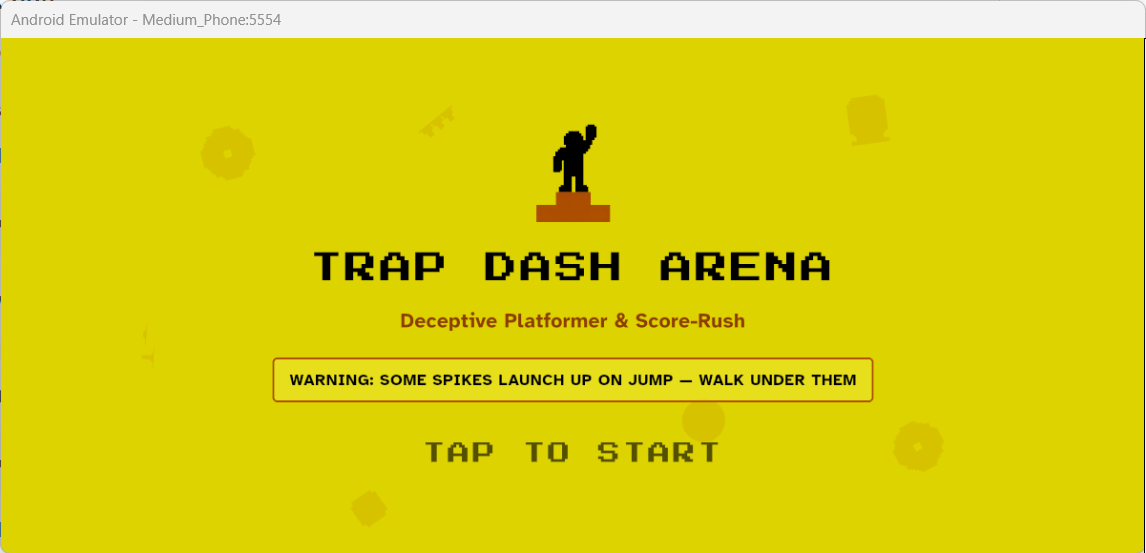 Android Emulator - Medium_Phone:5554
TRAP DASH ARENA
Deceptive Platformer & Score-Rush
WARNING: SOME SPIKES LAUNCH UP ON JUMP — WALK UNDER THEM
TAP TO START